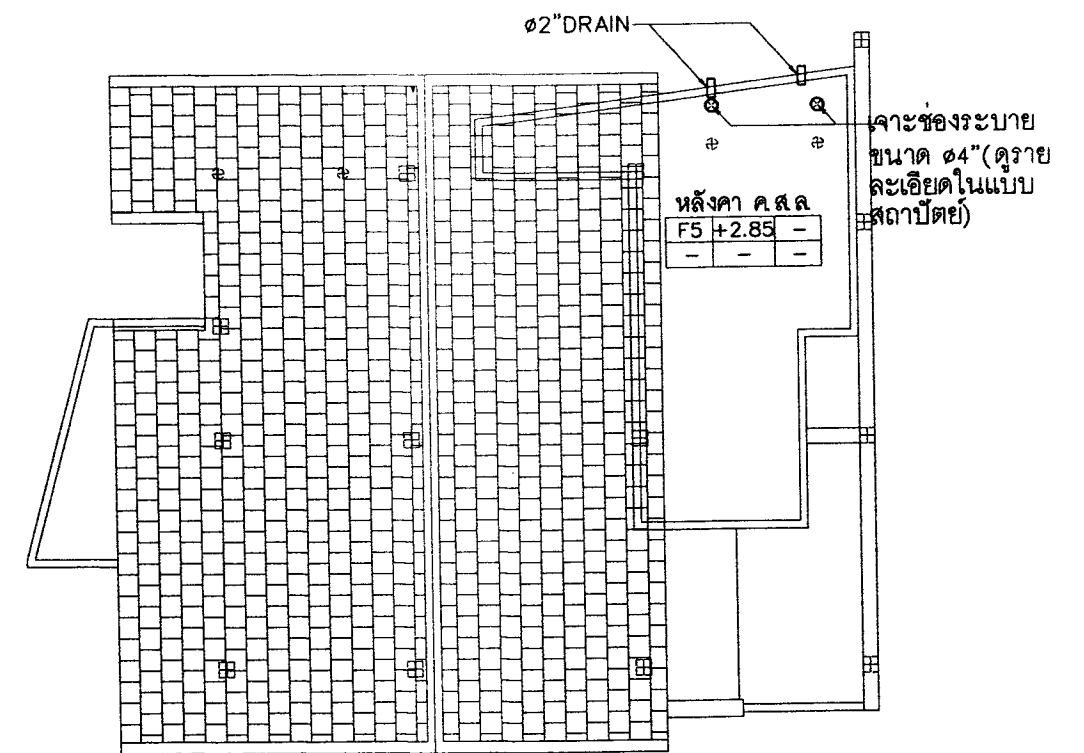 ø2"DRAIN
เจาะช่องระบาย
ขนาด ø4"(ดูราย
ละเอียดในแบบ
สถาปัตย์)
หลังคา ค.ส.ล.
F5 +2.85 -
- - -